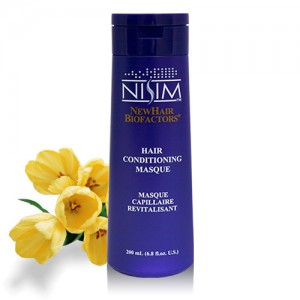 NISIM
NEWHAIR
BIOFACTORS®
HAIR
CONDITIONING
MASQUE
MASQUE
CAPILLAIRE
REVITALISANT
200 ml. (6.8 fl.oz. U.S.)